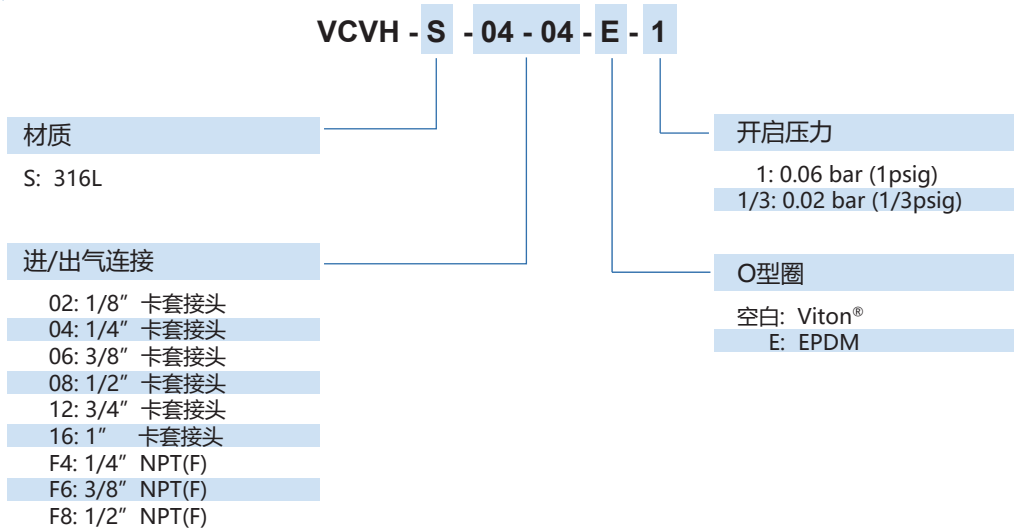 VCVH - S - 04 - 04 - E - 1
材质
S: 316L
进/出气连接
02: 1/8" 卡套接头
04: 1/4" 卡套接头
06: 3/8" 卡套接头
08: 1/2" 卡套接头
12: 3/4" 卡套接头
16: 1" 卡套接头
F4: 1/4" NPT(F)
F6: 3/8" NPT(F)
F8: 1/2" NPT(F)
开启压力
1: 0.06 bar (1psig)
1/3: 0.02 bar (1/3psig)
O型圈
空白: Viton®
E: EPDM